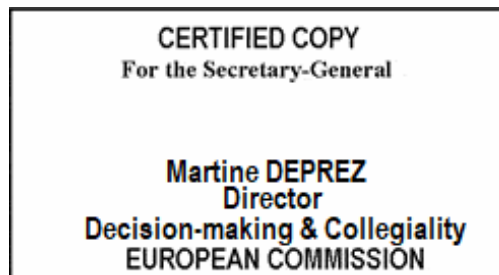 CERTIFIED COPY
For the Secretary-General
Martine DEPREZ
Director
Decision-making & Collegiality
EUROPEAN COMMISSION